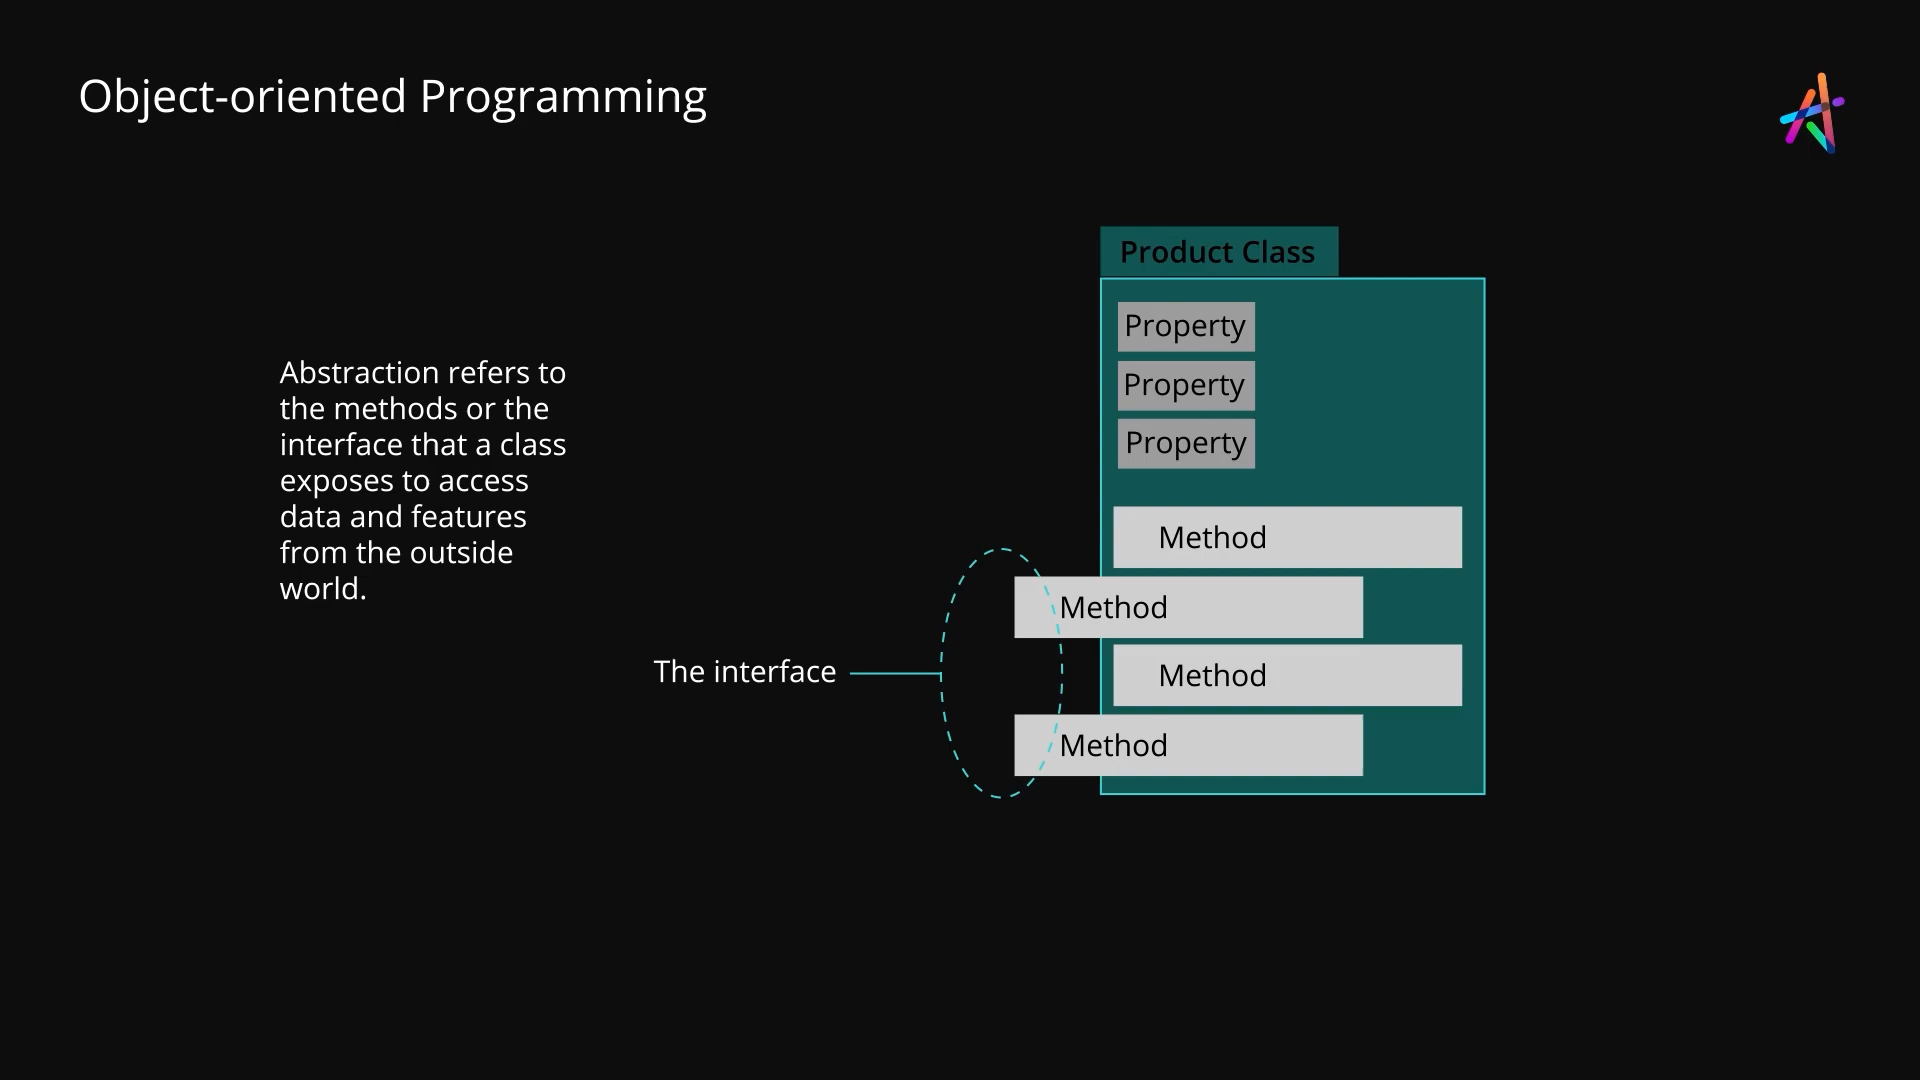 Object-oriented Programming
Abstraction refers to
the methods or the
interface that a class
exposes to access
data and features
from the outside
world.
The interface
Product Class
Property
Property
Property
Method
Method
Method
Method